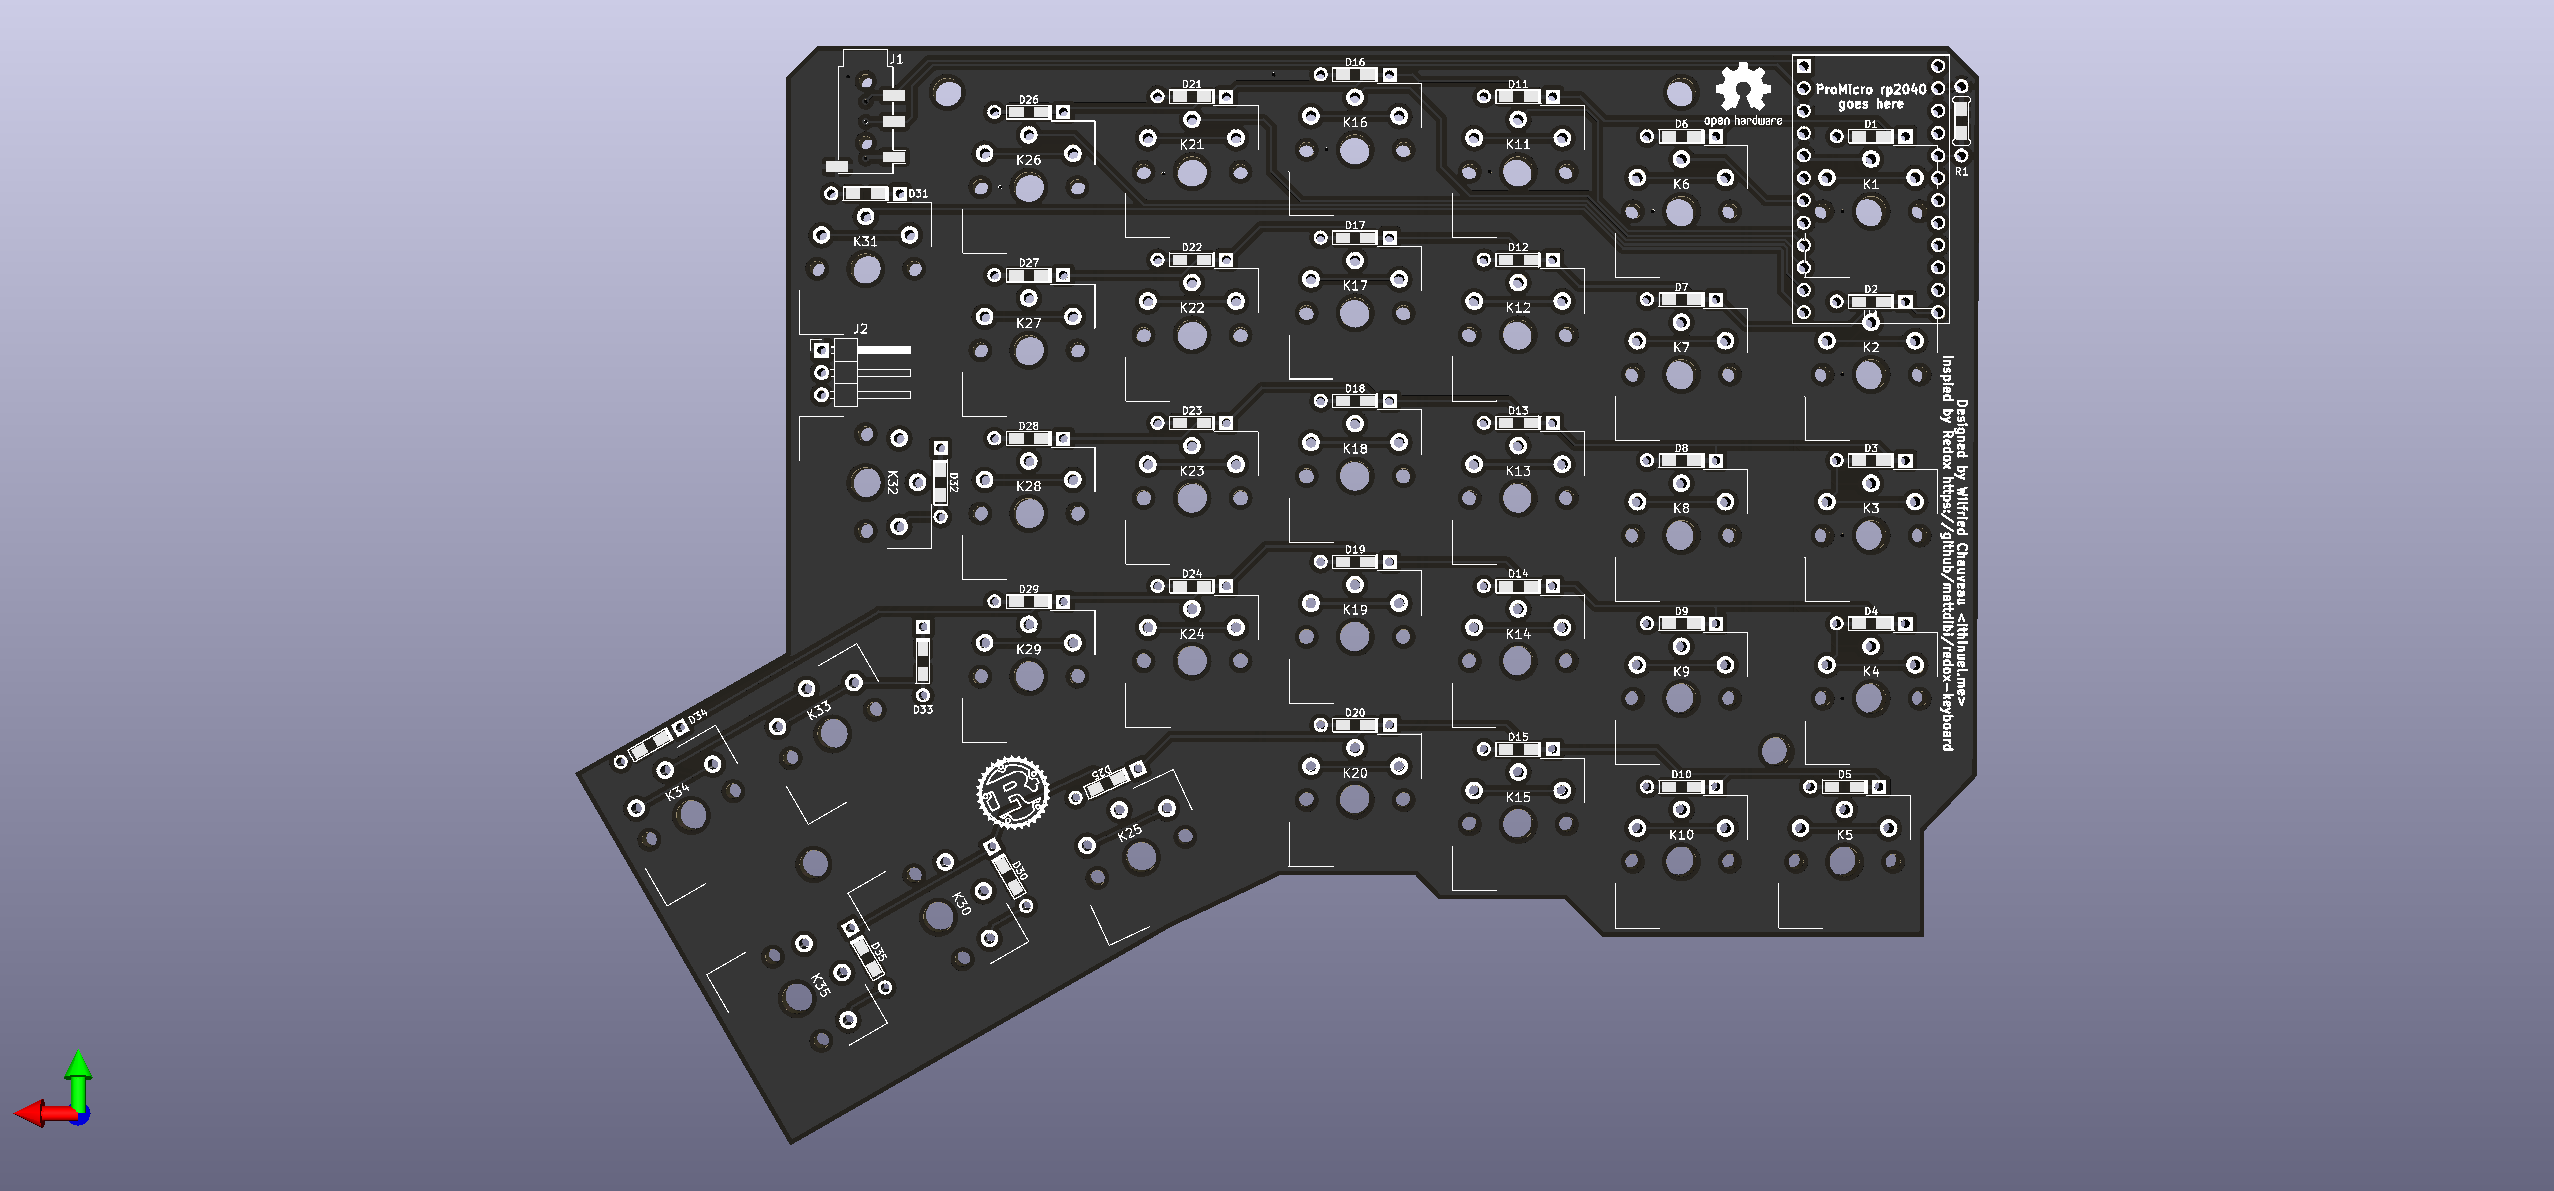 J1
D16
D21
D11
D26
ProMicro rp2040
goes here
open hardware
D6
D1
K16
K21
K11
K26
R1
K6
K1
D31
K31
D17
D22
D12
D27
K17
K22
K12
K27
D7
D2
J2
K7
K2
D18
D23
D13
D28
K18
K23
K13
K28
D8
D3
K32
D32
K8
K3
Designed by Wilfried Chauveau <ithinuel.me>
Inspied by Redox https://github/mattdibi/redox-keyboard
D19
D24
D14
D29
K19
K24
K14
K29
D9
D4
K9
K4
D33
K33
D34
K34
D20
D15
D25
K20
K15
K25
D10
D5
K10
K5
R
D30
K30
D35
K35